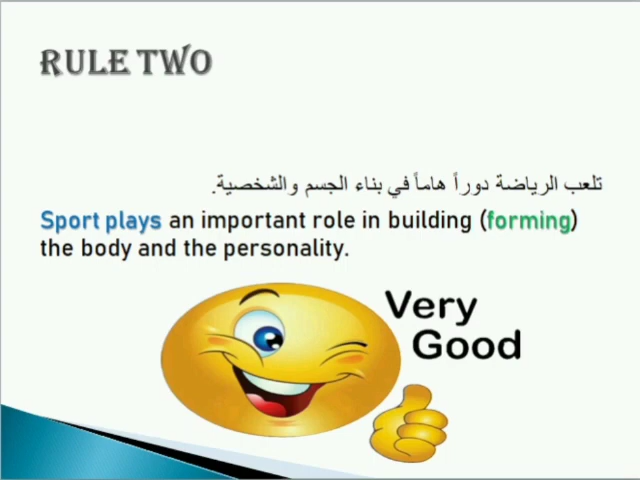 RULE TWO
تلعب الرياضة دوراً هاماً في بناء الجسم والشخصية.
Sport plays an important role in building (forming)
the body and the personality.
Very
Good